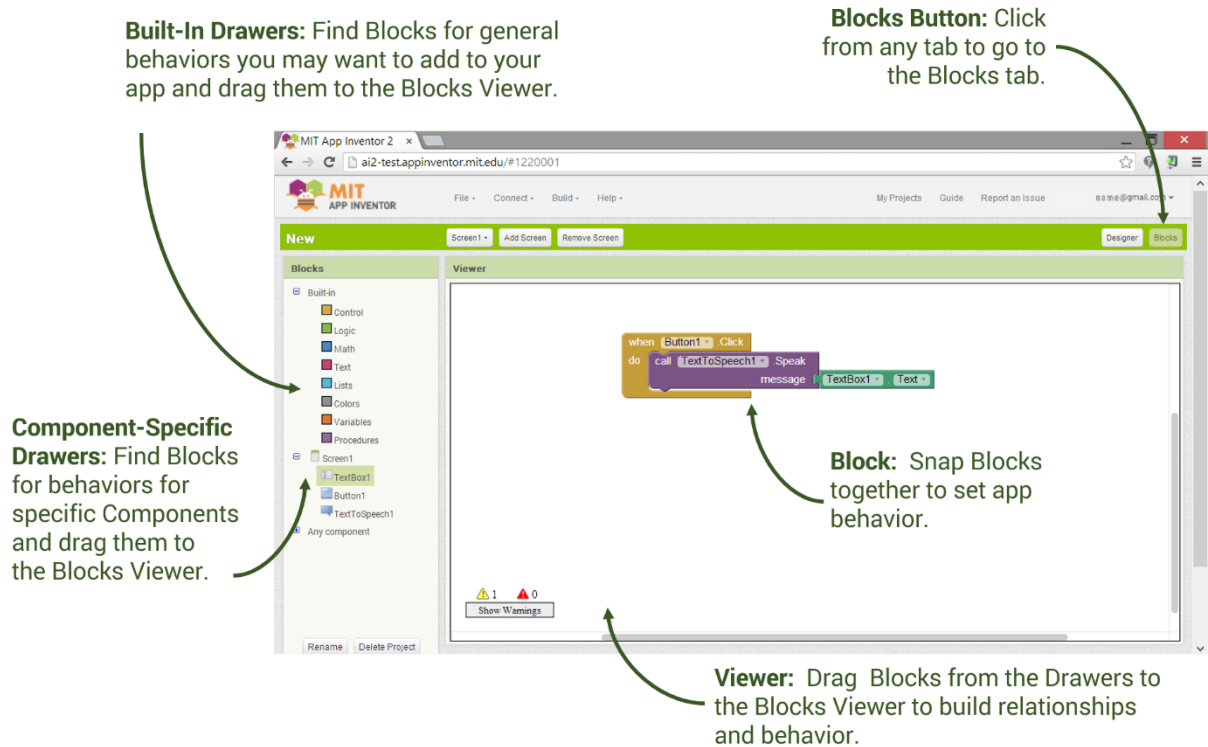 Built-In Drawers: Find Blocks for general
behaviors you may want to add to your
app and drag them to the Blocks Viewer.
Blocks Button: Click
from any tab to go to
the Blocks tab.
MIT App Inventor 2
ai2-test.appinventor.mit.edu/#1220001
MIT
APP INVENTOR
File Connect Build Help
My Projects Guide Report an Issue name@gmail.com
New Screen1 Add Screen Remove Screen Designer Blocks
Blocks Viewer
Built-in
Control
Logic
Math
Text
Lists
Colors
Variables
Procedures
Screen1
TextBox1
Button1
TextToSpeech1
Any component
Rename Delete Project
when Button1 .Click
do call TextToSpeech1 .Speak
message TextBox1 . Text
1 0
Show Warnings
Component-Specific
Drawers: Find Blocks
for behaviors for
specific Components
and drag them to
the Blocks Viewer.
Block: Snap Blocks
together to set app
behavior.
Viewer: Drag Blocks from the Drawers to
the Blocks Viewer to build relationships
and behavior.